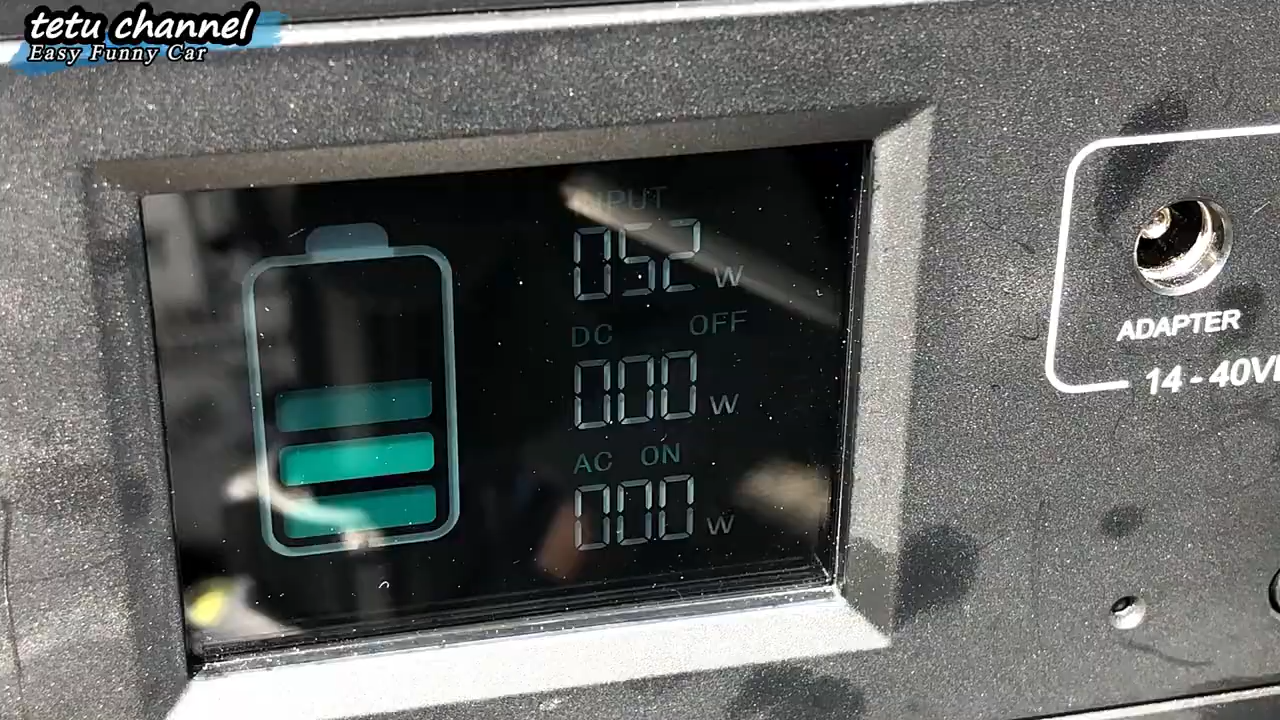 tetu channel
Easy Funny Car
INPUT
052 W
DC OFF
000 W
AC ON
000 W
ADAPTER
14-40V